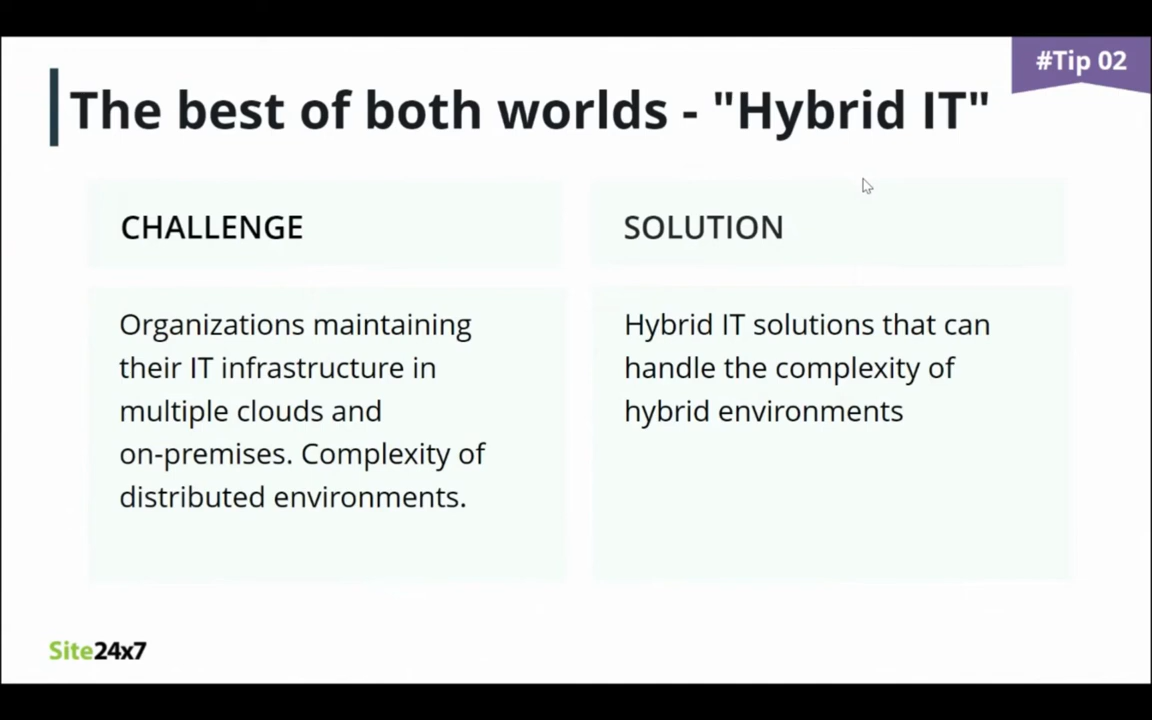 #Tip 02
The best of both worlds - "Hybrid IT"
CHALLENGE
Organizations maintaining
their IT infrastructure in
multiple clouds and
on-premises. Complexity of
distributed environments.
SOLUTION
Hybrid IT solutions that can
handle the complexity of
hybrid environments
Site24x7